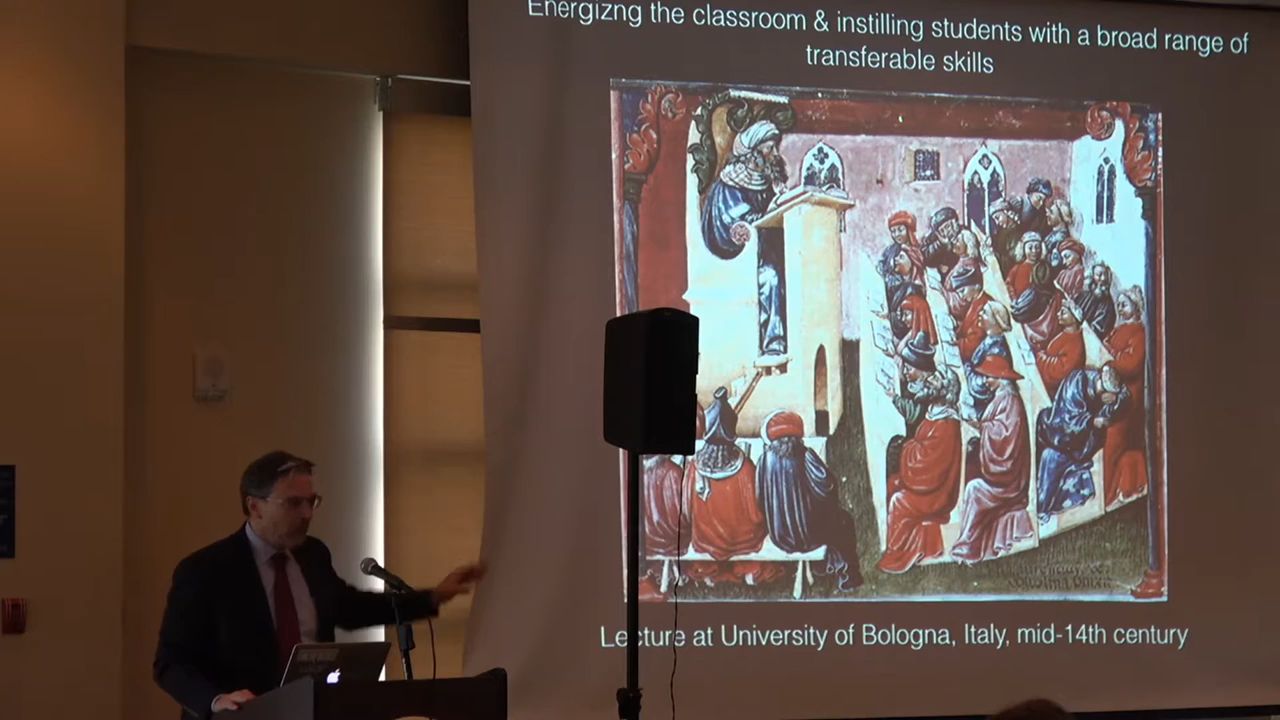 Energizng the classroom & instilling students with a broad range of
transferable skills
Lecture at University of Bologna, Italy, mid-14th century